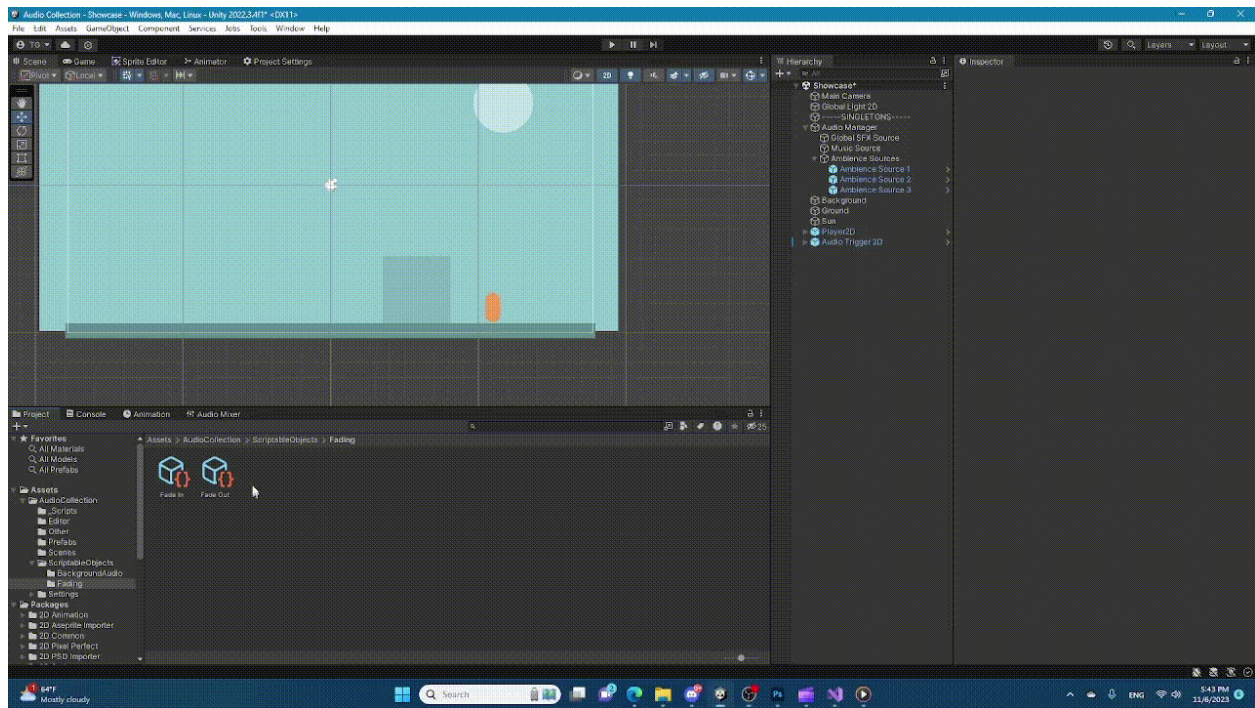 Audio Collection - Showcase - Windows, Mac, Linux - Unity 2022.3.4f1* <DX11>
File Edit Assets GameObject Component Services Jobs Tools Window Help
TG Layers Layout
Scene Game Sprite Editor Animator Project Settings
Hierarchy
Inspector
Pivot Local 2D
All
Showcase*
Main Camera
Global Light 2D
-----SINGLETONS-----
Audio Manager
Global SFX Source
Music Source
Ambience Sources
Ambience Source 1
Ambience Source 2
Ambience Source 3
Background
Ground
Sun
Player2D
Audio Trigger 2D
Project Console Animation Audio Mixer
25
Favorites
All Materials
All Models
All Prefabs
Assets
AudioCollection
_Scripts
Editor
Other
Prefabs
Scenes
ScriptableObjects
BackgroundAudio
Fading
Settings
Packages
2D Animation
2D Aseprite Importer
2D Common
2D Pixel Perfect
2D PSD Importer
Assets > AudioCollection > ScriptableObjects > Fading
Fade In Fade Out
64°F
Mostly cloudy
Search
ENG
5:43 PM
11/6/2023